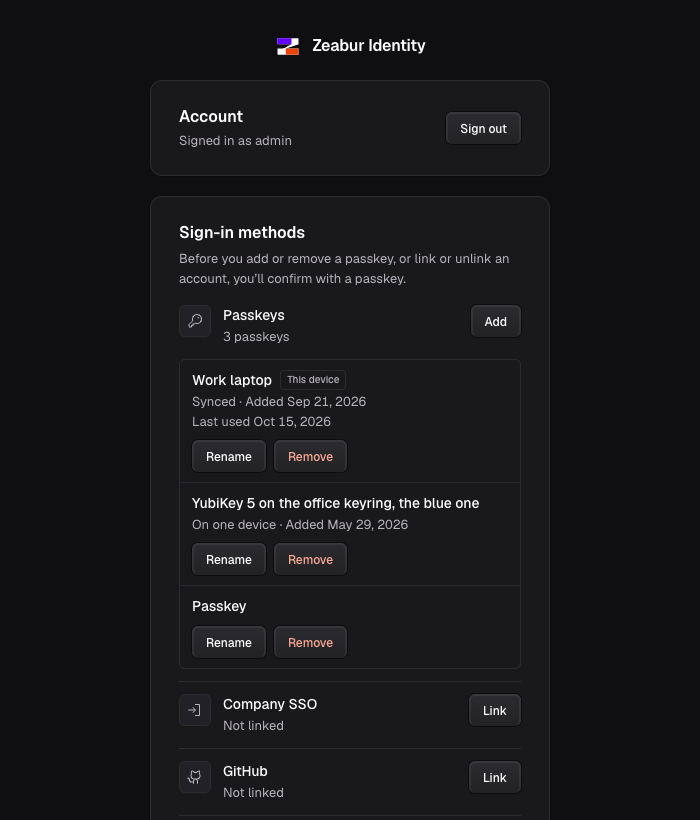 Zeabur Identity
Account
Signed in as admin
Sign out
Sign-in methods
Before you add or remove a passkey, or link or unlink an
account, you’ll confirm with a passkey.
Passkeys
3 passkeys
Add
Work laptop
This device
Synced · Added Sep 21, 2026
Last used Oct 15, 2026
Rename
Remove
YubiKey 5 on the office keyring, the blue one
On one device · Added May 29, 2026
Rename
Remove
Passkey
Rename
Remove
Company SSO
Not linked
Link
GitHub
Not linked
Link